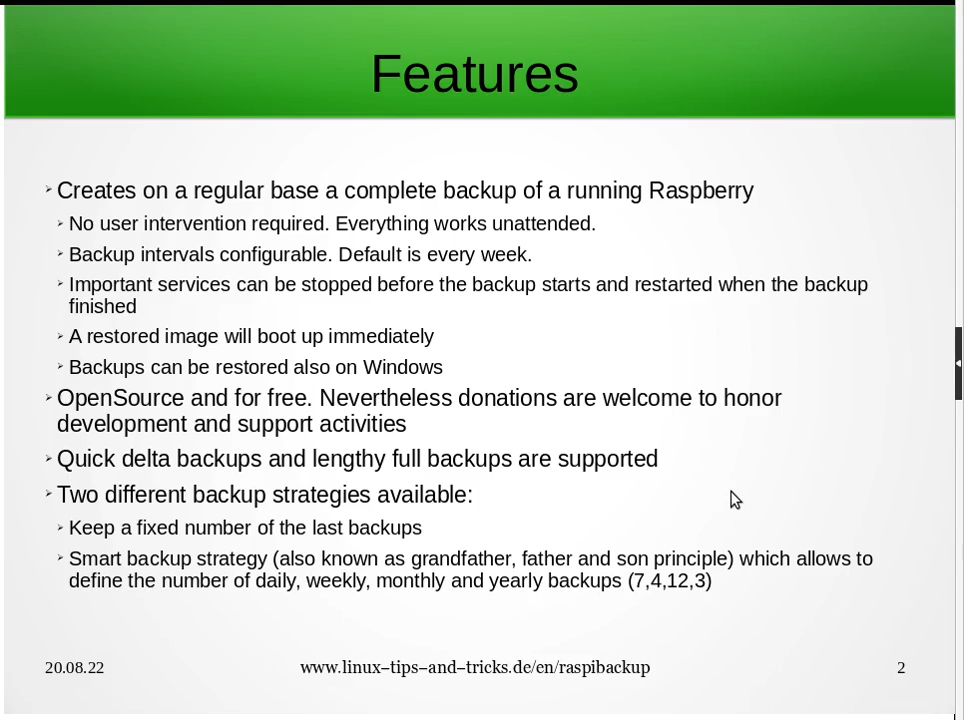 Features
Creates on a regular base a complete backup of a running Raspberry
No user intervention required. Everything works unattended.
Backup intervals configurable. Default is every week.
Important services can be stopped before the backup starts and restarted when the backup
finished
A restored image will boot up immediately
Backups can be restored also on Windows
OpenSource and for free. Nevertheless donations are welcome to honor
development and support activities
Quick delta backups and lengthy full backups are supported
Two different backup strategies available:
Keep a fixed number of the last backups
Smart backup strategy (also known as grandfather, father and son principle) which allows to
define the number of daily, weekly, monthly and yearly backups (7,4,12,3)
20.08.22
www.linux-tips-and-tricks.de/en/raspibackup
2